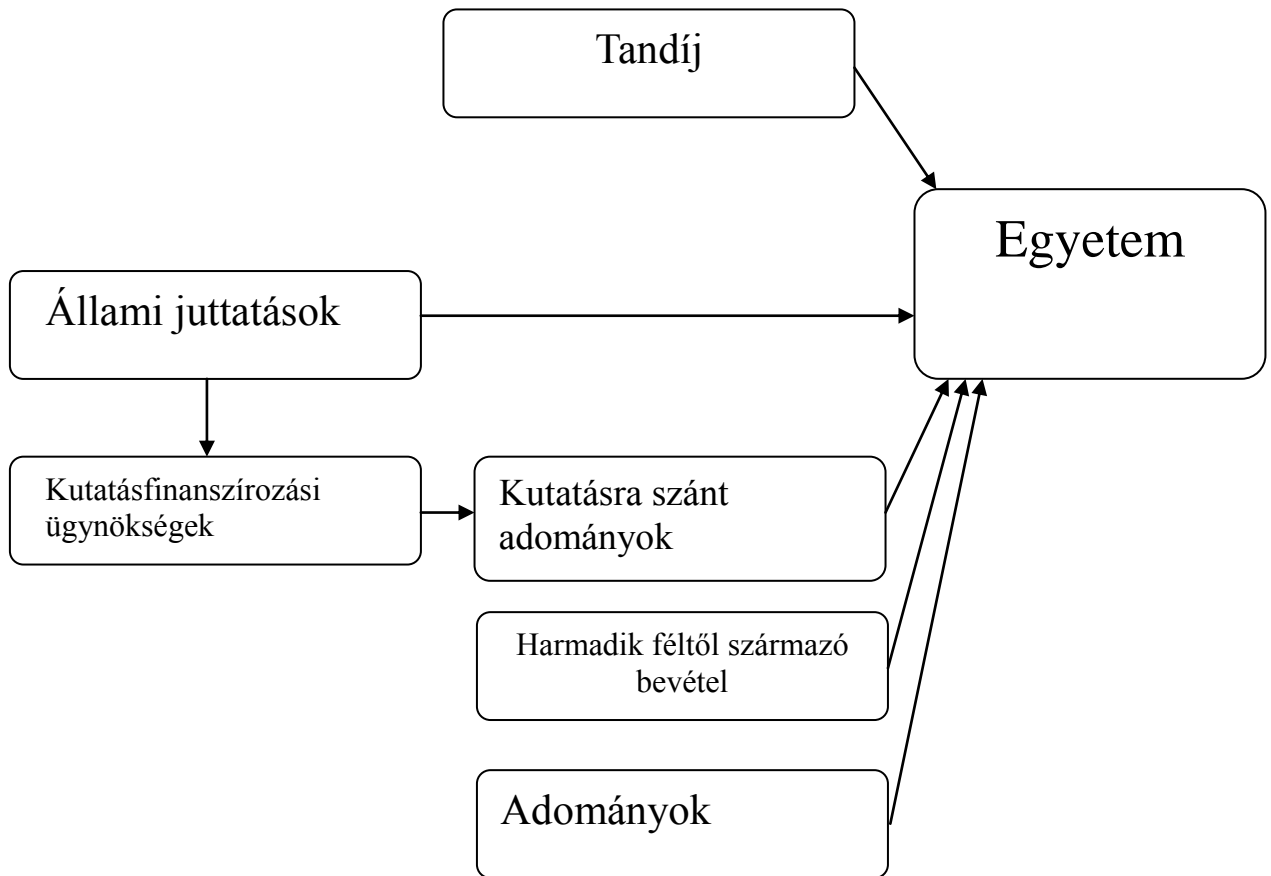 Tandíj
Egyetem
Állami juttatások
Kutatásfinanszírozási
ügynökségek
Kutatásra szánt
adományok
Harmadik féltől származó
bevétel
Adományok